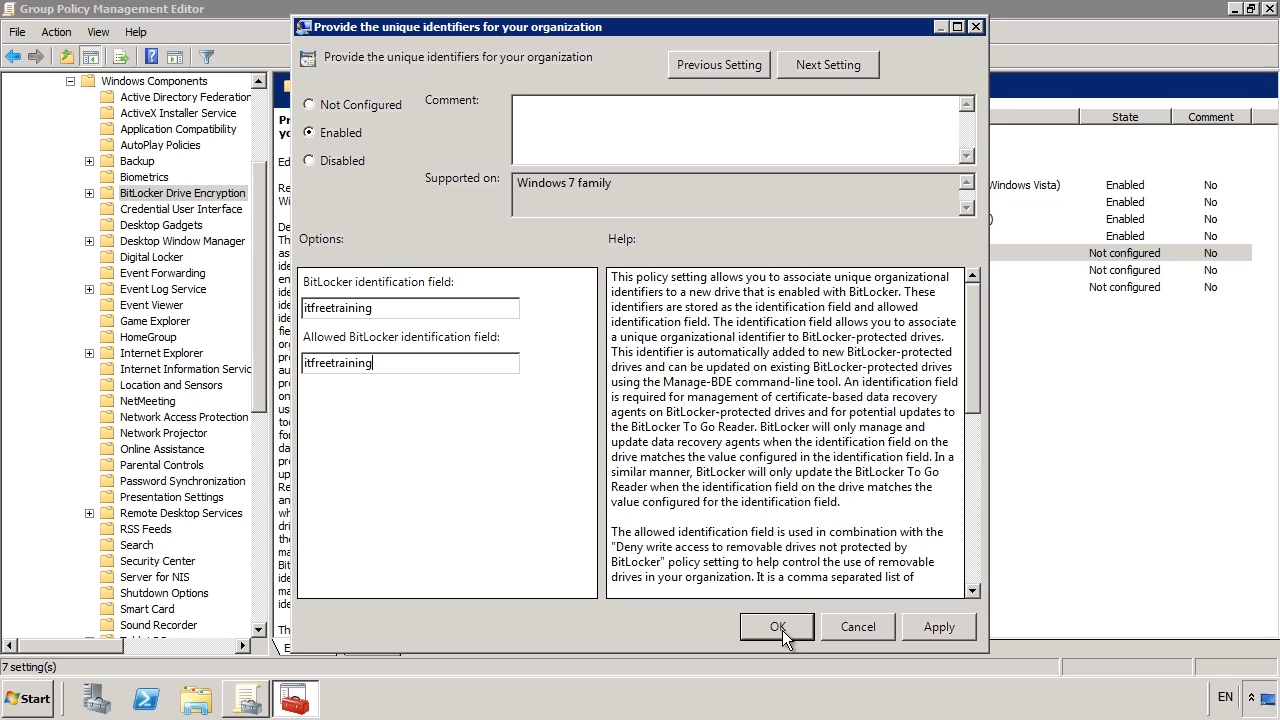 Group Policy Management Editor
File Action View Help
Windows Components
Active Directory Federation
ActiveX Installer Service
Application Compatibility
AutoPlay Policies
Backup
Biometrics
BitLocker Drive Encryption
Credential User Interface
Desktop Gadgets
Desktop Window Manager
Digital Locker
Event Forwarding
Event Log Service
Event Viewer
Game Explorer
HomeGroup
Internet Explorer
Internet Information Servic
Location and Sensors
NetMeeting
Network Access Protection
Network Projector
Online Assistance
Parental Controls
Password Synchronization
Presentation Settings
Remote Desktop Services
RSS Feeds
Search
Security Center
Server for NIS
Shutdown Options
Smart Card
Sound Recorder
Provide the unique identifiers for your organization
Provide the unique identifiers for your organization
Previous Setting
Next Setting
Not Configured
Enabled
Disabled
Comment:
Supported on:
Windows 7 family
Options:
Help:
BitLocker identification field:
itfreetraining
Allowed BitLocker identification field:
itfreetraining
This policy setting allows you to associate unique organizational
identifiers to a new drive that is enabled with BitLocker. These
identifiers are stored as the identification field and allowed
identification field. The identification field allows you to associate
a unique organizational identifier to BitLocker-protected drives.
This identifier is automatically added to new BitLocker-protected
drives and can be updated on existing BitLocker-protected drives
using the Manage-BDE command-line tool. An identification field
is required for management of certificate-based data recovery
agents on BitLocker-protected drives and for potential updates to
the BitLocker To Go Reader. BitLocker will only manage and
update data recovery agents when the identification field on the
drive matches the value configured in the identification field. In a
similar manner, BitLocker will only update the BitLocker To Go
Reader when the identification field on the drive matches the
value configured for the identification field.
The allowed identification field is used in combination with the
"Deny write access to removable drives not protected by
BitLocker" policy setting to help control the use of removable
drives in your organization. It is a comma separated list of
OK
Cancel
Apply
State Comment
Windows Vista) Enabled No
Enabled No
) Enabled No
Enabled No
Not configured No
Not configured No
Not configured No
7 setting(s)
Start
EN